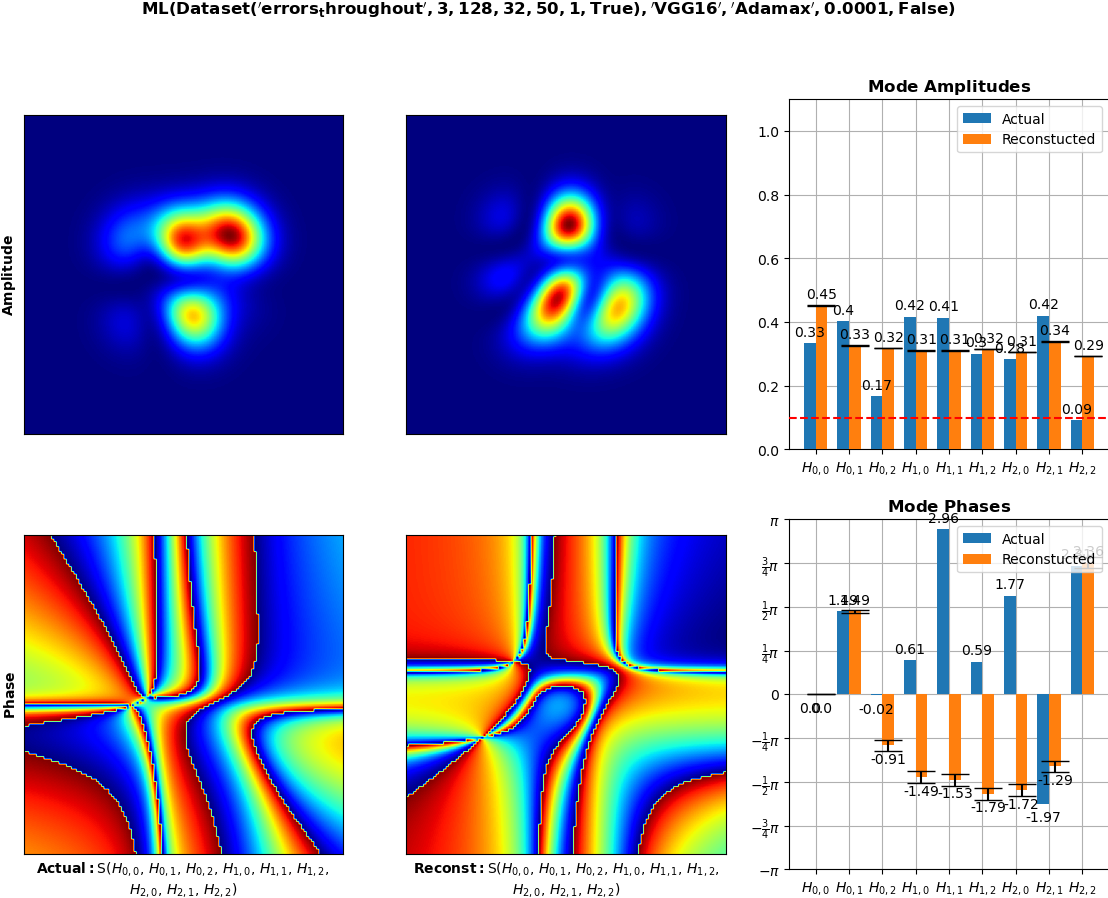 ML(Dataset('errors_throughout', 3, 128, 32, 50, 1, True), 'VGG16', 'Adamax', 0.0001, False)
Mode Amplitudes
Amplitude
Actual
Reconstucted
1.0
0.8
0.6
0.4
0.2
0.0
0.33 0.45 0.4 0.33 0.17 0.32 0.42 0.31 0.41 0.31 0.3 0.32 0.28 0.31 0.42 0.34 0.09 0.29
H0,0 H0,1 H0,2 H1,0 H1,1 H1,2 H2,0 H2,1 H2,2
Mode Phases
Phase
Actual
Reconstucted
π
3/4π
1/2π
1/4π
0
−1/4π
−1/2π
−3/4π
−π
0.0 0.0 1.49 1.49 -0.02 -0.91 0.61 -1.49 2.96 -1.53 0.59 -1.79 1.77 -1.72 -1.97 -1.29
H0,0 H0,1 H0,2 H1,0 H1,1 H1,2 H2,0 H2,1 H2,2
Actual: S(H0,0, H0,1, H0,2, H1,0, H1,1, H1,2,
H2,0, H2,1, H2,2)
Reconst: S(H0,0, H0,1, H0,2, H1,0, H1,1, H1,2,
H2,0, H2,1, H2,2)